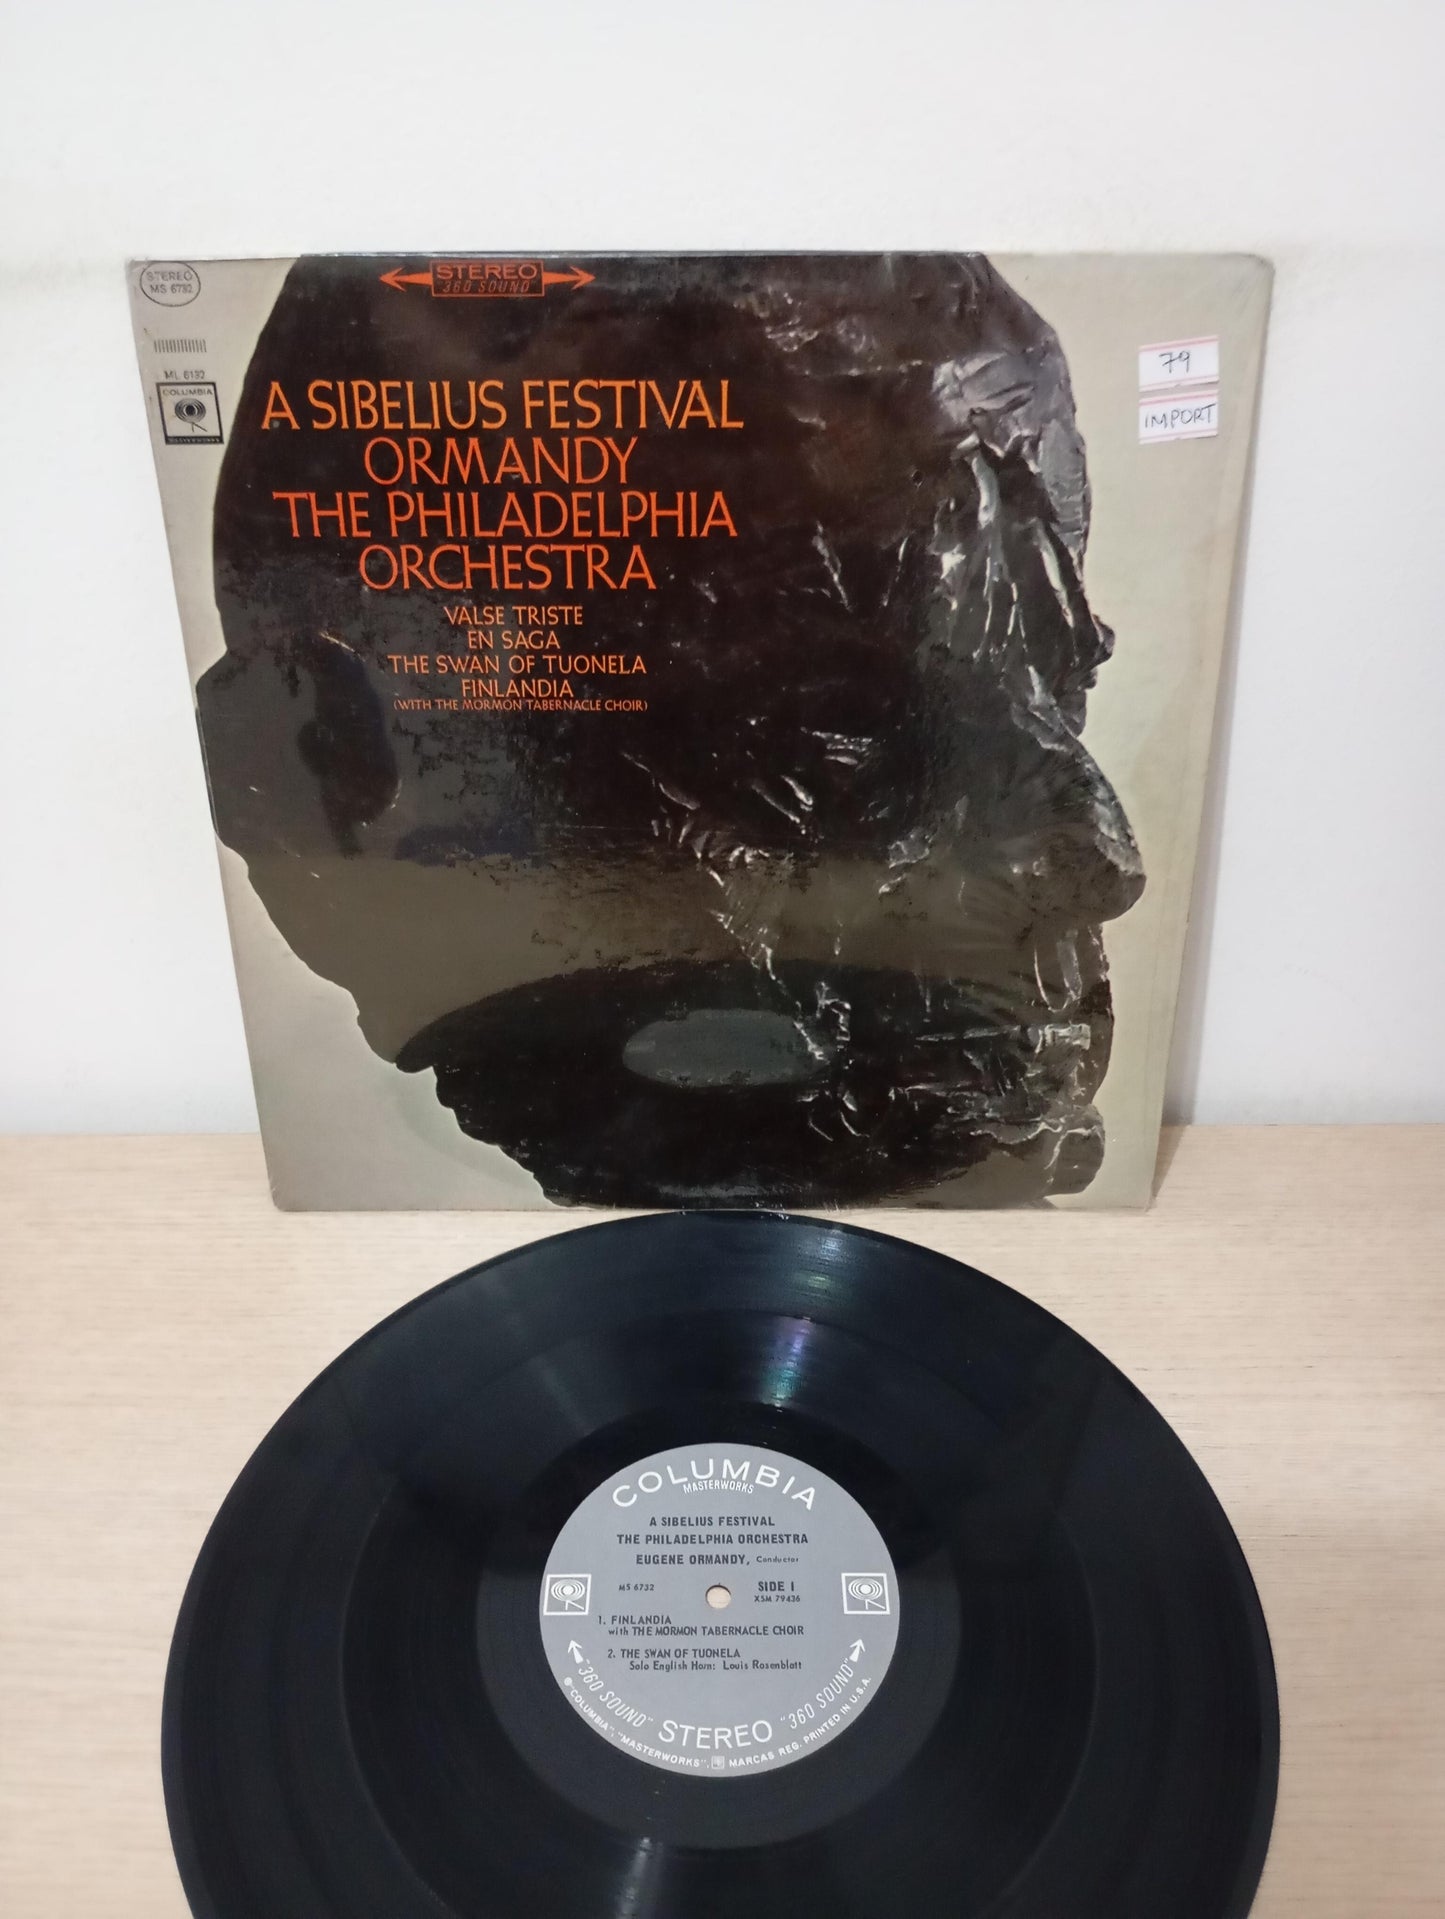 STEREO
MS 6732
STEREO
"360 SOUND"
ML 6132
COLUMBIA
MASTERWORKS
79
IMPORT
A SIBELIUS FESTIVAL
ORMANDY
THE PHILADELPHIA
ORCHESTRA
VALSE TRISTE
EN SAGA
THE SWAN OF TUONELA
FINLANDIA
(WITH THE MORMON TABERNACLE CHOIR)
COLUMBIA
MASTERWORKS
A SIBELIUS FESTIVAL
THE PHILADELPHIA ORCHESTRA
EUGENE ORMANDY, Conductor
MS 6732 SIDE 1
XSM 79436
1. FINLANDIA
with THE MORMON TABERNACLE CHOIR
2. THE SWAN OF TUONELA
Solo English Horn: Louis Rosenblatt
"360 SOUND" STEREO "360 SOUND"
® "COLUMBIA", "MASTERWORKS", MARCAS REG. PRINTED IN U.S.A.